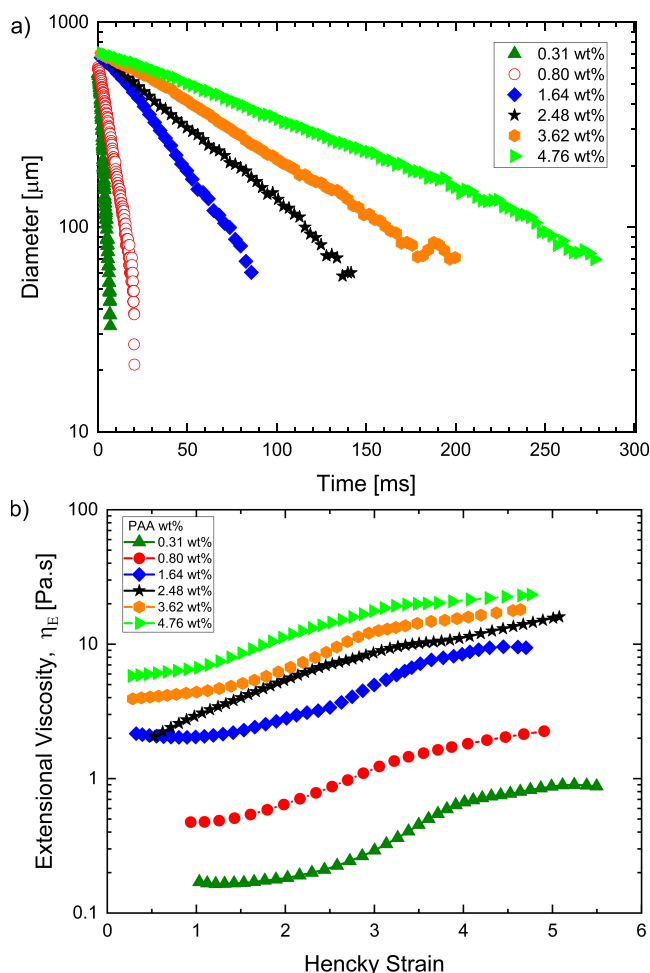 a)
1000
100
10
Diameter [μm]
0.31 wt%
0.80 wt%
1.64 wt%
2.48 wt%
3.62 wt%
4.76 wt%
0 50 100 150 200 250 300
Time [ms]
b)
100
10
1
0.1
Extensional Viscosity, ηE [Pa.s]
PAA wt%
0.31 wt%
0.80 wt%
1.64 wt%
2.48 wt%
3.62 wt%
4.76 wt%
0 1 2 3 4 5 6
Hencky Strain